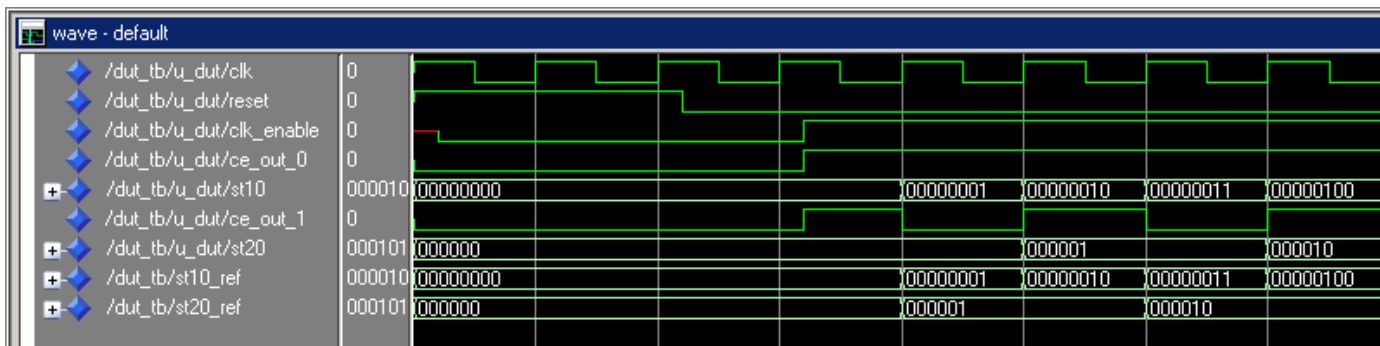 wave - default
/dut_tb/u_dut/clk 0
/dut_tb/u_dut/reset 0
/dut_tb/u_dut/clk_enable 0
/dut_tb/u_dut/ce_out_0 0
/dut_tb/u_dut/st10 000010 00000000 00000001 00000010 00000011 00000100
/dut_tb/u_dut/ce_out_1 0
/dut_tb/u_dut/st20 000101 000000 000001 000010
/dut_tb/st10_ref 000010 00000000 00000001 00000010 00000011 00000100
/dut_tb/st20_ref 000101 000000 000001 000010